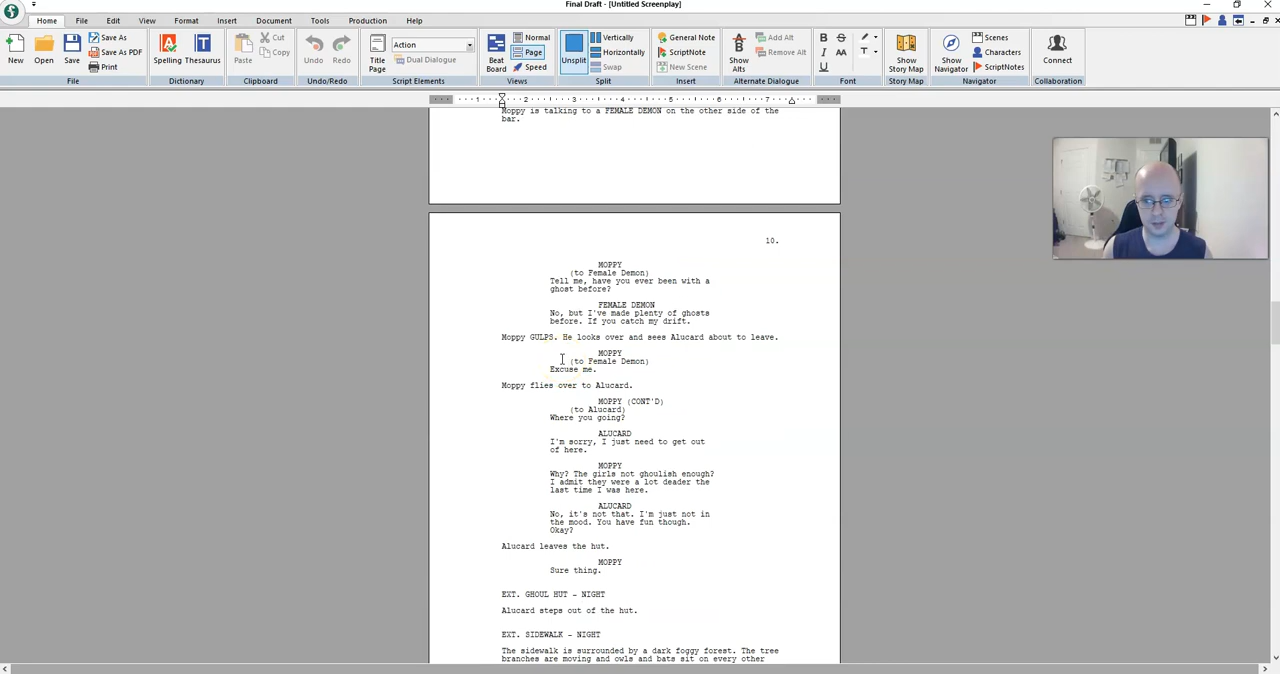 Final Draft - [Untitled Screenplay]
Home File Edit View Format Insert Document Tools Production Help
New Open Save Save As Save As PDF Print
File
Spelling Thesaurus
Dictionary
Paste Cut Copy
Clipboard
Undo Redo
Undo/Redo
Title Page Action Dual Dialogue
Script Elements
Beat Board Normal Page Speed
Views
Unsplit Vertically Horizontally Swap
Split
General Note ScriptNote New Scene
Insert
Show Alts Add Alt Remove Alt
Alternate Dialogue
B S I AA U T
Font
Show Story Map
Story Map
Show Navigator Scenes Characters ScriptNotes
Navigator
Connect
Collaboration
1 2 3 4 5 6 7
Moppy is talking to a FEMALE DEMON on the other side of the
bar.
10.
MOPPY
(to Female Demon)
Tell me, have you ever been with a
ghost before?
FEMALE DEMON
No, but I've made plenty of ghosts
before. If you catch my drift.
Moppy GULPS. He looks over and sees Alucard about to leave.
MOPPY
(to Female Demon)
Excuse me.
Moppy flies over to Alucard.
MOPPY (CONT'D)
(to Alucard)
Where you going?
ALUCARD
I'm sorry, I just need to get out
of here.
MOPPY
Why? The girls not ghoulish enough?
I admit they were a lot deader the
last time I was here.
ALUCARD
No, it's not that. I'm just not in
the mood. You have fun though.
Okay?
Alucard leaves the hut.
MOPPY
Sure thing.
EXT. GHOUL HUT - NIGHT
Alucard steps out of the hut.
EXT. SIDEWALK - NIGHT
The sidewalk is surrounded by a dark foggy forest. The tree
branches are moving and owls and bats sit on every other